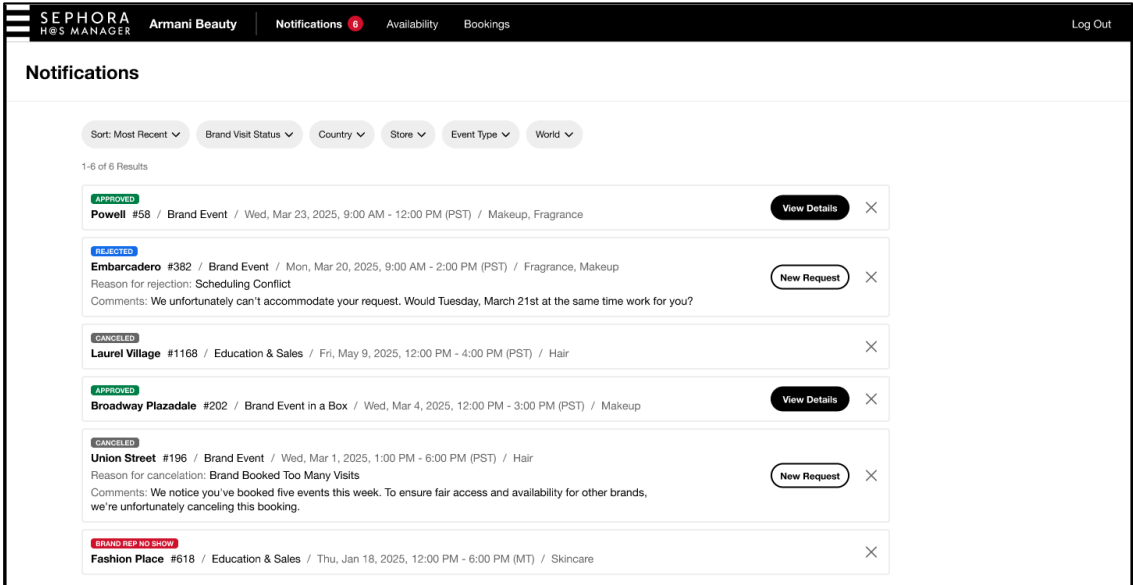 SEPHORA
H@S MANAGER
Armani Beauty
Notifications 6
Availability
Bookings
Log Out
Notifications
Sort: Most Recent
Brand Visit Status
Country
Store
Event Type
World
1-6 of 6 Results
APPROVED
Powell #58 / Brand Event / Wed, Mar 23, 2025, 9:00 AM - 12:00 PM (PST) / Makeup, Fragrance
View Details
REJECTED
Embarcadero #382 / Brand Event / Mon, Mar 20, 2025, 9:00 AM - 2:00 PM (PST) / Fragrance, Makeup
Reason for rejection: Scheduling Conflict
Comments: We unfortunately can't accommodate your request. Would Tuesday, March 21st at the same time work for you?
New Request
CANCELED
Laurel Village #1168 / Education & Sales / Fri, May 9, 2025, 12:00 PM - 4:00 PM (PST) / Hair
APPROVED
Broadway Plazadale #202 / Brand Event in a Box / Wed, Mar 4, 2025, 12:00 PM - 3:00 PM (PST) / Makeup
View Details
CANCELED
Union Street #196 / Brand Event / Wed, Mar 1, 2025, 1:00 PM - 6:00 PM (PST) / Hair
Reason for cancelation: Brand Booked Too Many Visits
Comments: We notice you've booked five events this week. To ensure fair access and availability for other brands,
we're unfortunately canceling this booking.
New Request
BRAND REP NO SHOW
Fashion Place #618 / Education & Sales / Thu, Jan 18, 2025, 12:00 PM - 6:00 PM (MT) / Skincare